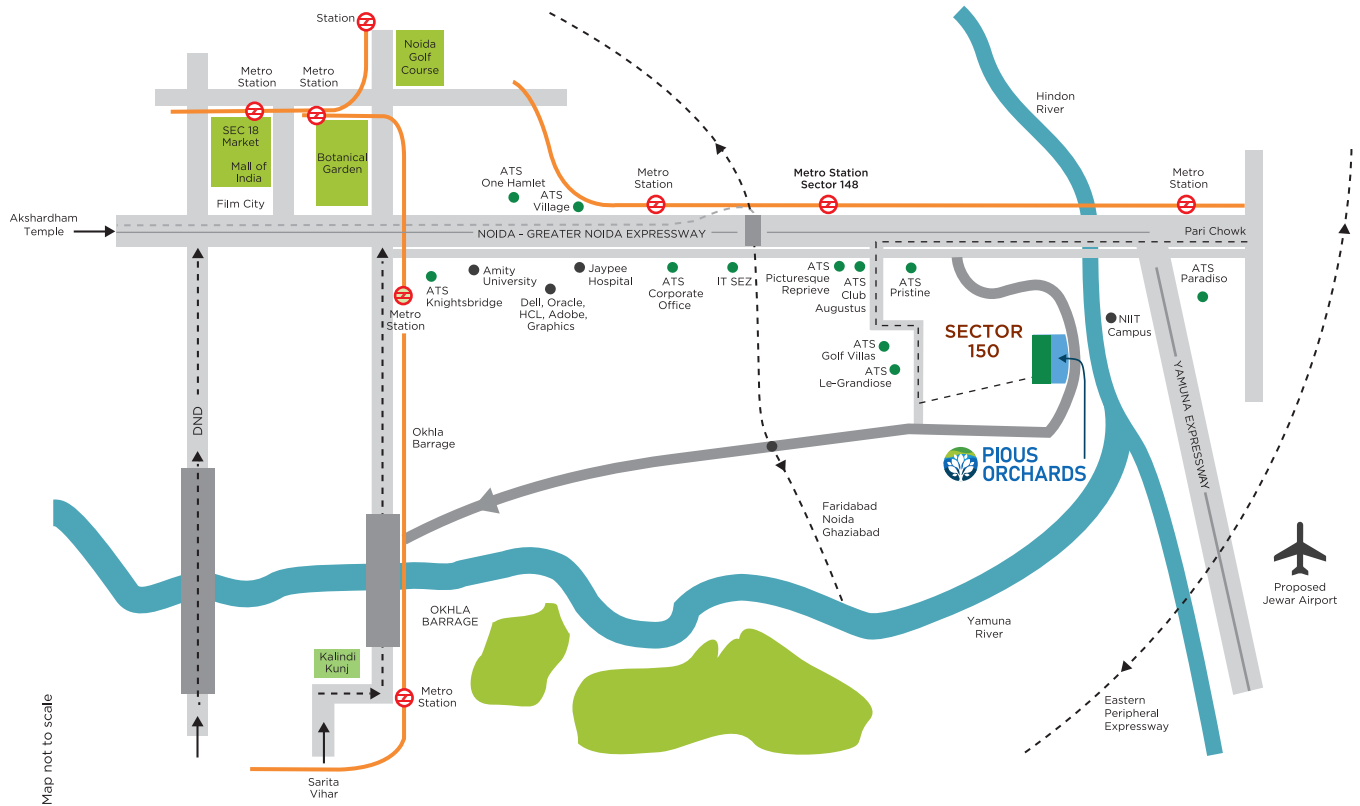 Station
Noida
Golf
Course
Metro
Station
Metro
Station
SEC 18
Market
Mall of
India
Botanical
Garden
Film City
Hindon
River
ATS
One Hamlet
ATS
Village
Metro
Station
Metro Station
Sector 148
Metro
Station
Akshardham
Temple
NOIDA - GREATER NOIDA EXPRESSWAY
Pari Chowk
ATS
Knightsbridge
Amity
University
Dell, Oracle,
HCL, Adobe,
Graphics
Jaypee
Hospital
ATS
Corporate
Office
IT SEZ
ATS
Picturesque
Reprieve
ATS
Club
Augustus
ATS
Pristine
ATS
Paradiso
Metro
Station
SECTOR
150
NIIT
Campus
ATS
Golf Villas
ATS
Le-Grandiose
YAMUNA EXPRESSWAY
DND
Okhla
Barrage
PIOUS
ORCHARDS
Faridabad
Noida
Ghaziabad
Proposed
Jewar Airport
OKHLA
BARRAGE
Yamuna
River
Kalindi
Kunj
Metro
Station
Eastern
Peripheral
Expressway
Sarita
Vihar
Map not to scale